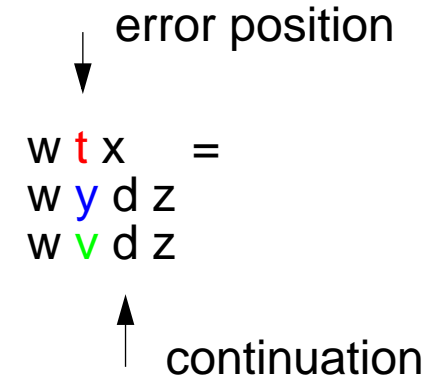 error position
w t x =
w y d z
w v d z
continuation